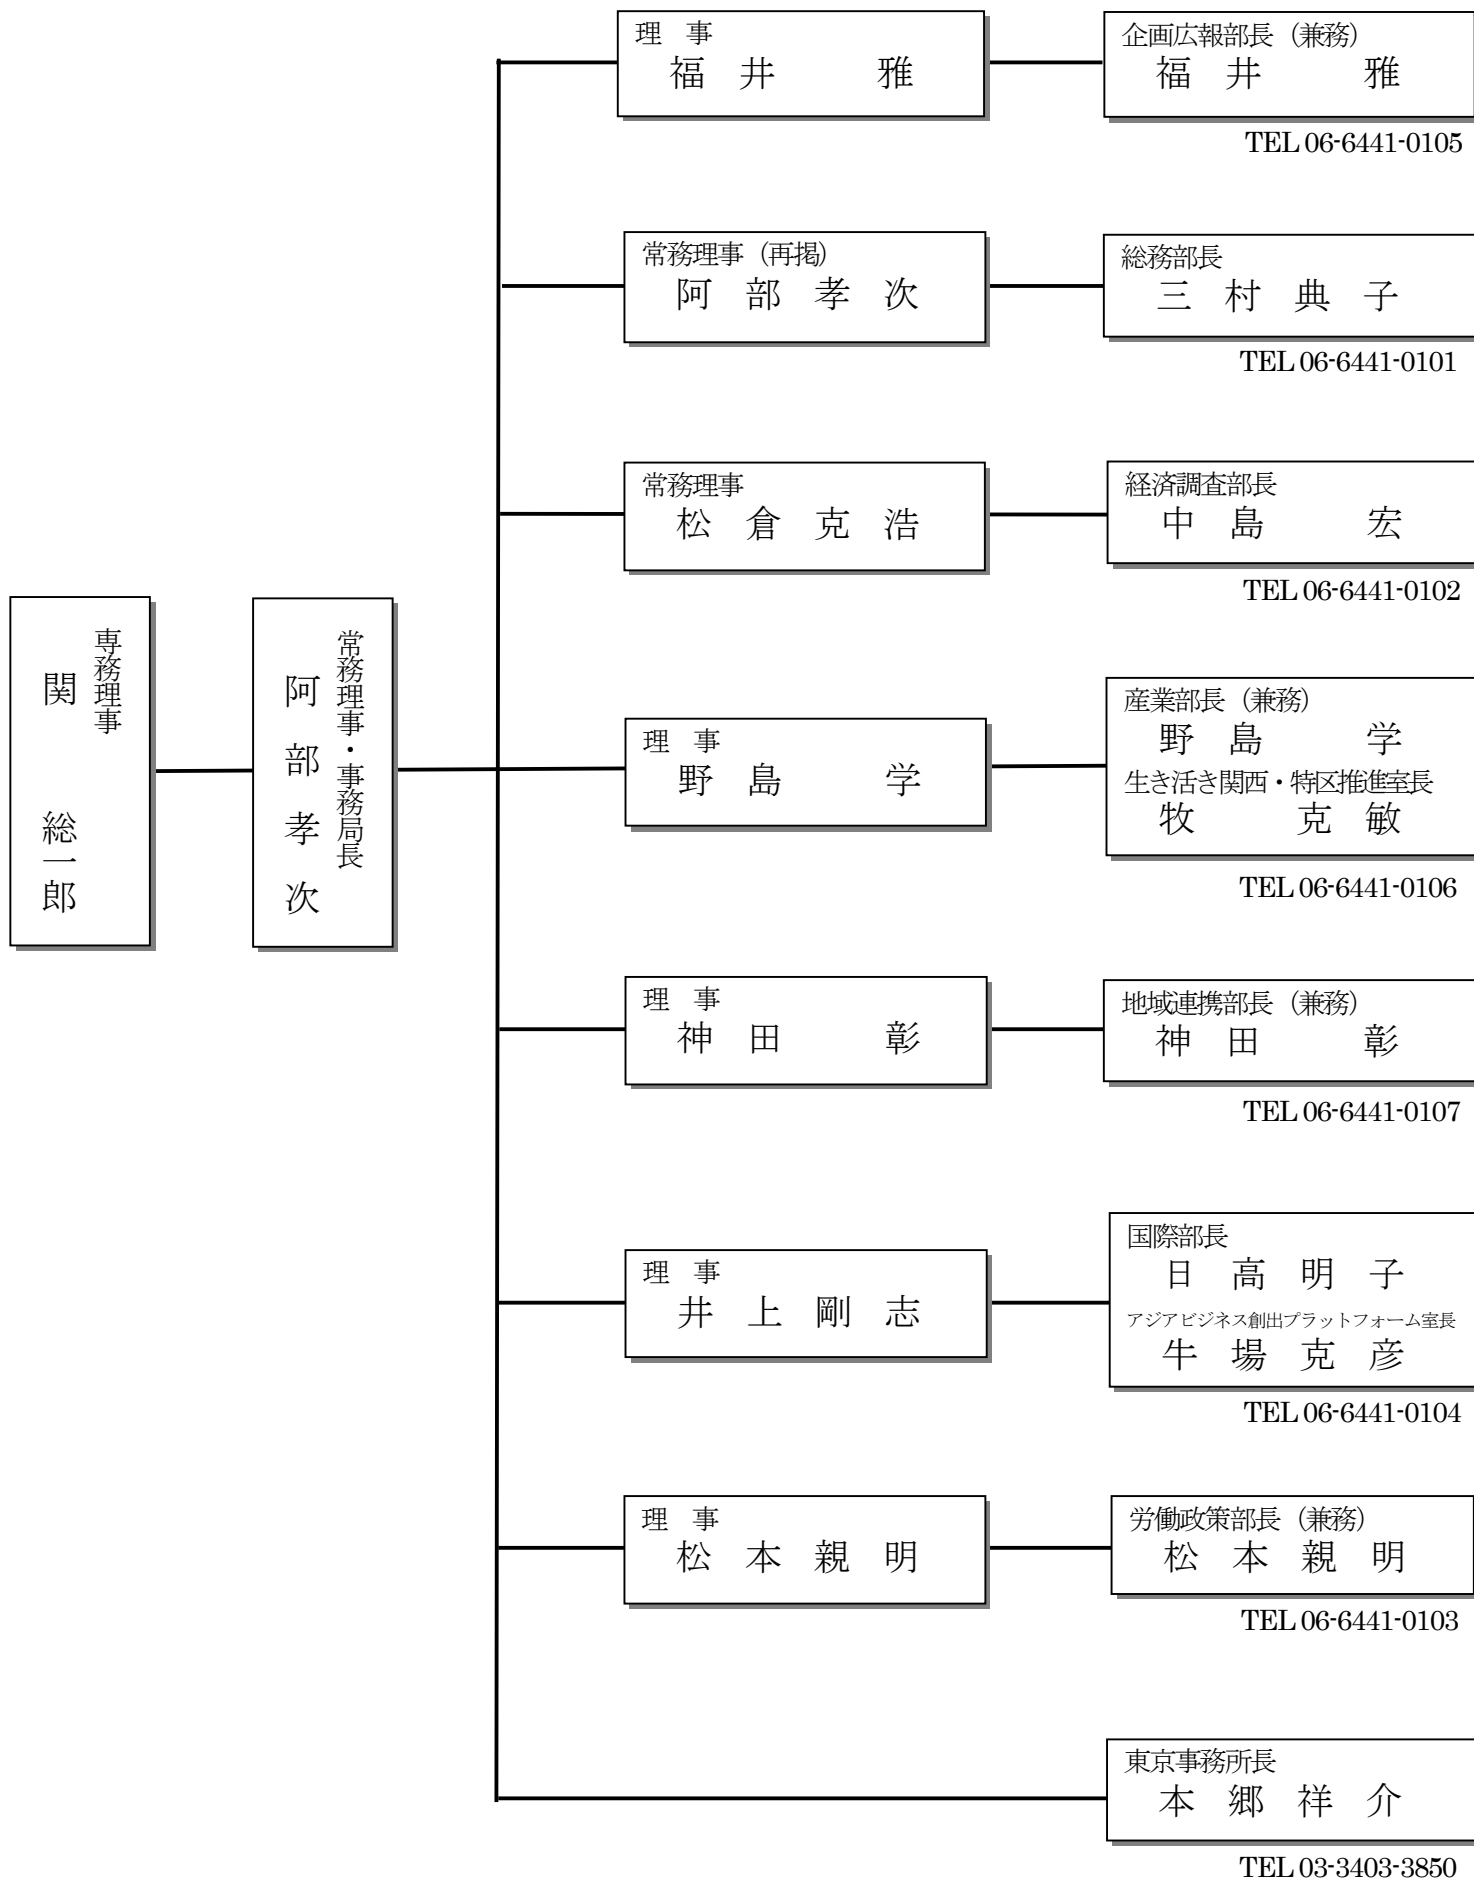 専務理事
関 総一郎
常務理事・事務局長
阿部孝次
理 事
福井 雅
企画広報部長（兼務）
福井 雅
TEL 06-6441-0105
常務理事（再掲）
阿部孝次
総務部長
三村典子
TEL 06-6441-0101
常務理事
松倉克浩
経済調査部長
中島 宏
TEL 06-6441-0102
理 事
野島 学
産業部長（兼務）
野島 学
生き活き関西・特区推進室長
牧 克敏
TEL 06-6441-0106
理 事
神田 彰
地域連携部長（兼務）
神田 彰
TEL 06-6441-0107
理 事
井上剛志
国際部長
日高明子
アジアビジネス創出プラットフォーム室長
牛場克彦
TEL 06-6441-0104
理 事
松本親明
労働政策部長（兼務）
松本親明
TEL 06-6441-0103
東京事務所長
本郷祥介
TEL 03-3403-3850